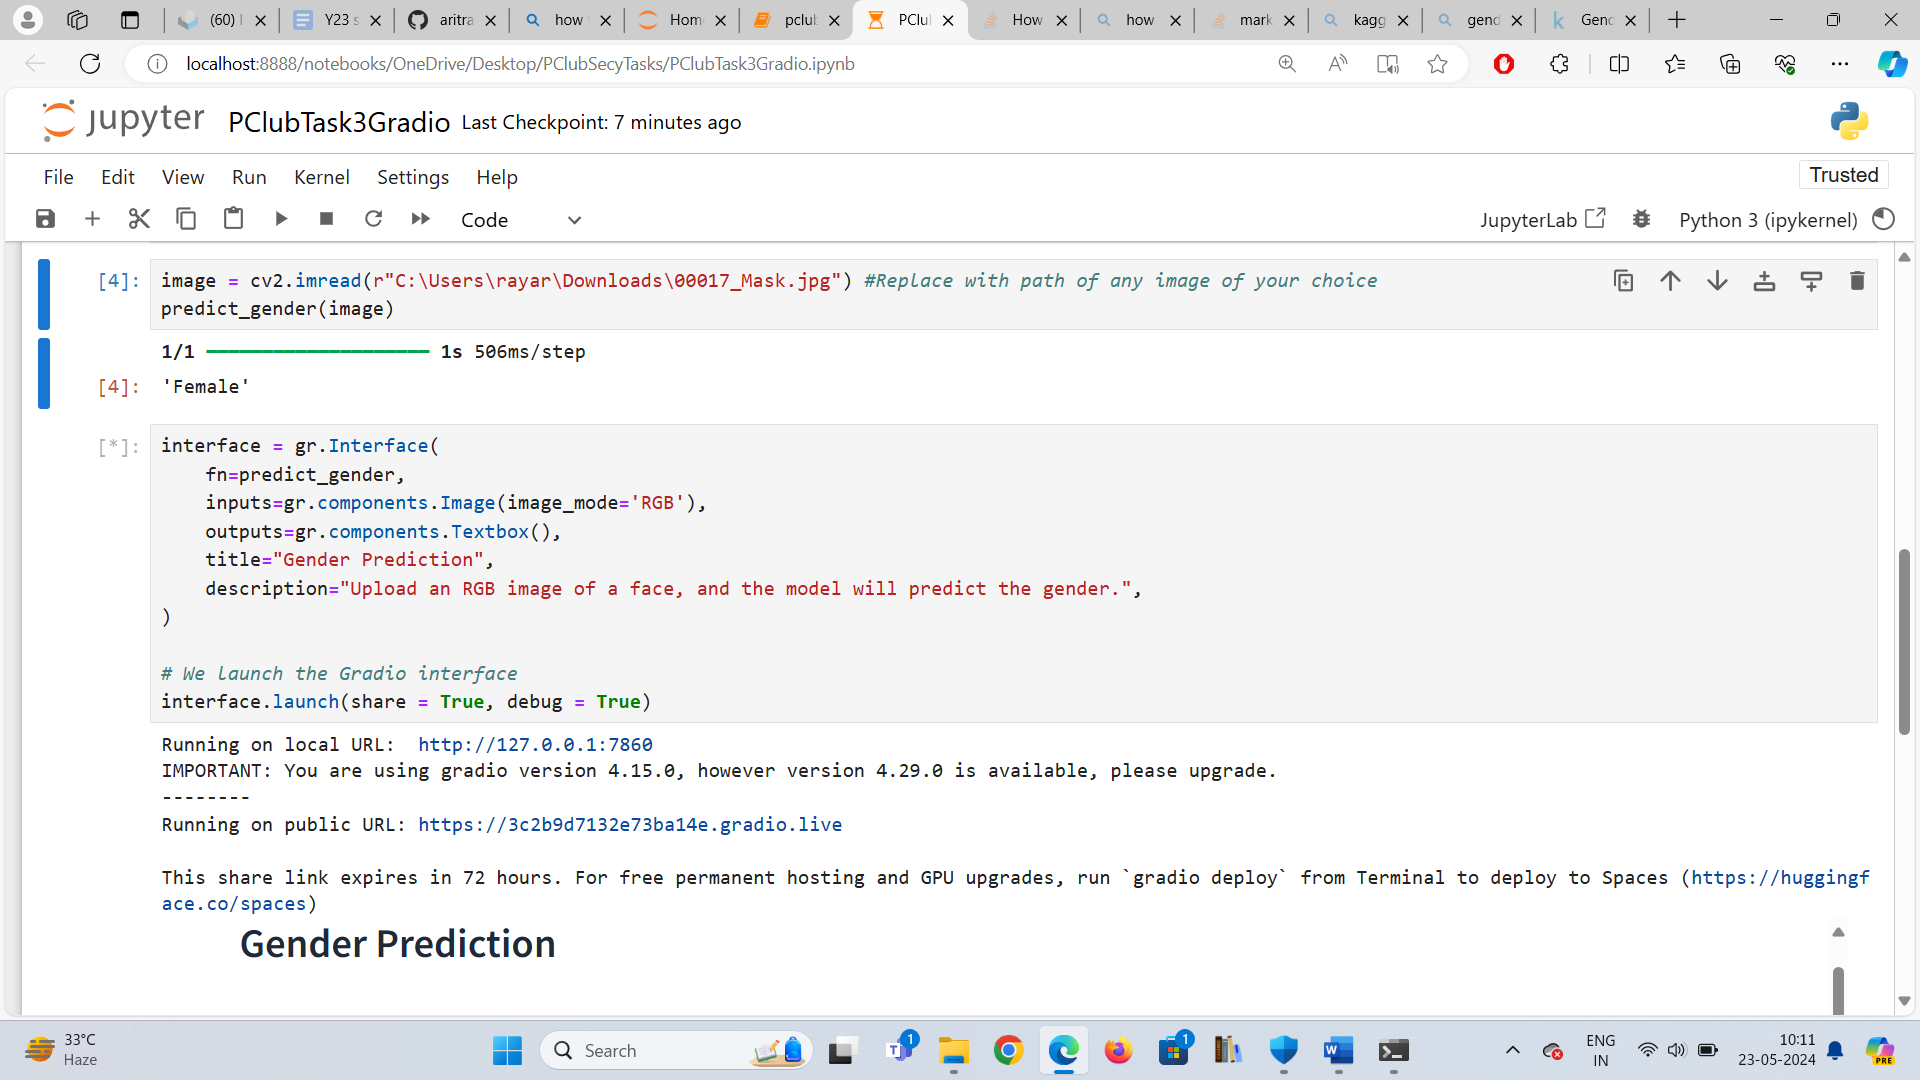 (60) I
Y23 s
aritra
how
Hom
pclub
PClul
How
how
mark
kagg
gend
Genc
localhost:8888/notebooks/OneDrive/Desktop/PClubSecyTasks/PClubTask3Gradio.ipynb
jupyter PClubTask3Gradio Last Checkpoint: 7 minutes ago
File Edit View Run Kernel Settings Help
Trusted
Code
JupyterLab
Python 3 (ipykernel)
[4]: image = cv2.imread(r"C:\Users\rayar\Downloads\00017_Mask.jpg") #Replace with path of any image of your choice
predict_gender(image)
1/1 ━━━━━━━━━━━━━━━━━━━━ 1s 506ms/step
[4]: 'Female'
[*]: interface = gr.Interface(
    fn=predict_gender,
    inputs=gr.components.Image(image_mode='RGB'),
    outputs=gr.components.Textbox(),
    title="Gender Prediction",
    description="Upload an RGB image of a face, and the model will predict the gender.",
)
# We launch the Gradio interface
interface.launch(share = True, debug = True)
Running on local URL:  http://127.0.0.1:7860
IMPORTANT: You are using gradio version 4.15.0, however version 4.29.0 is available, please upgrade.
--------
Running on public URL: https://3c2b9d7132e73ba14e.gradio.live
This share link expires in 72 hours. For free permanent hosting and GPU upgrades, run `gradio deploy` from Terminal to deploy to Spaces (https://huggingf
ace.co/spaces)
Gender Prediction
33°C
Haze
Search
1
1
ENG
IN
10:11
23-05-2024
PRE